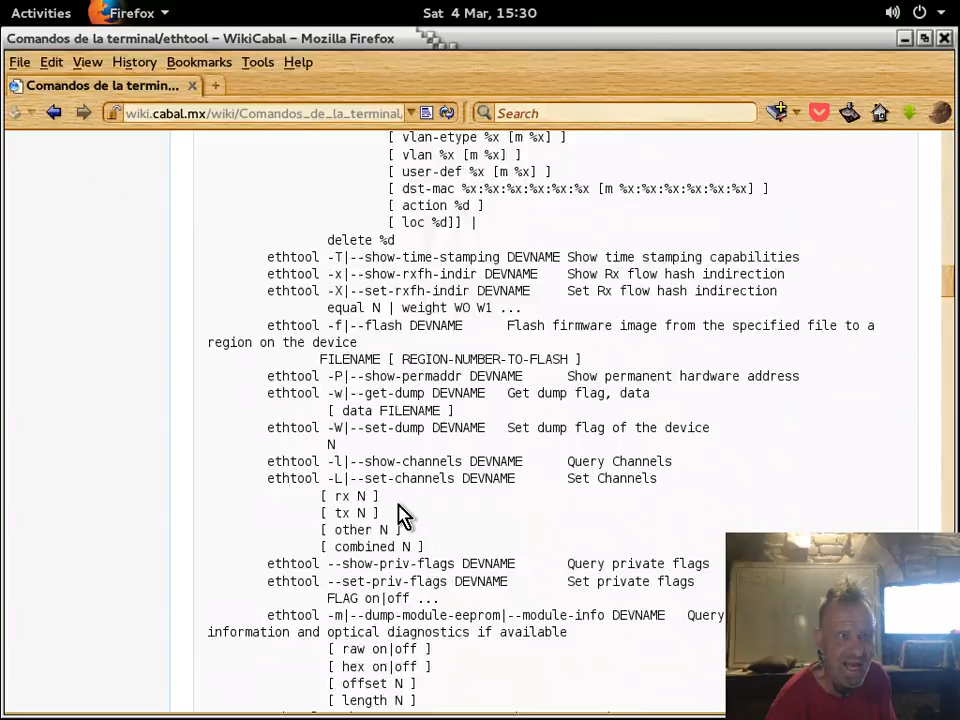 Activities
Firefox
Sat 4 Mar, 15:30
Comandos de la terminal/ethtool – WikiCabal – Mozilla Firefox
File Edit View History Bookmarks Tools Help
Comandos de la termin...
wiki.cabal.mx/wiki/Comandos_de_la_terminal,
Search
[ vlan-etype %x [m %x] ]
[ vlan %x [m %x] ]
[ user-def %x [m %x] ]
[ dst-mac %x:%x:%x:%x:%x:%x [m %x:%x:%x:%x:%x:%x] ]
[ action %d ]
[ loc %d]] |
delete %d
ethtool -T|--show-time-stamping DEVNAME Show time stamping capabilities
ethtool -x|--show-rxfh-indir DEVNAME Show Rx flow hash indirection
ethtool -X|--set-rxfh-indir DEVNAME Set Rx flow hash indirection
equal N | weight W0 W1 ...
ethtool -f|--flash DEVNAME Flash firmware image from the specified file to a
region on the device
FILENAME [ REGION-NUMBER-TO-FLASH ]
ethtool -P|--show-permaddr DEVNAME Show permanent hardware address
ethtool -w|--get-dump DEVNAME Get dump flag, data
[ data FILENAME ]
ethtool -W|--set-dump DEVNAME Set dump flag of the device
N
ethtool -l|--show-channels DEVNAME Query Channels
ethtool -L|--set-channels DEVNAME Set Channels
[ rx N ]
[ tx N ]
[ other N ]
[ combined N ]
ethtool --show-priv-flags DEVNAME Query private flags
ethtool --set-priv-flags DEVNAME Set private flags
FLAG on|off ...
ethtool -m|--dump-module-eeprom|--module-info DEVNAME Query
information and optical diagnostics if available
[ raw on|off ]
[ hex on|off ]
[ offset N ]
[ length N ]